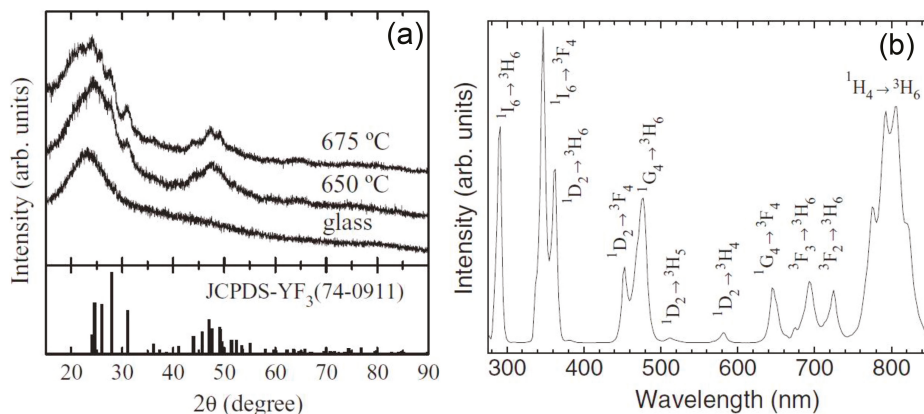 (a)
Intensity (arb. units)
675 ºC
650 ºC
glass
JCPDS-YF₃(74-0911)
20 30 40 50 60 70 80 90
2θ (degree)
(b)
Intensity (arb. units)
¹I₆→³H₆
¹I₆→³F₄
¹D₂→³H₆
¹D₂→³F₄
¹G₄→³H₆
¹D₂→³H₅
¹D₂→³H₄
¹G₄→³F₄
³F₃→³H₆
³F₂→³H₆
¹H₄→³H₆
300 400 500 600 700 800
Wavelength (nm)